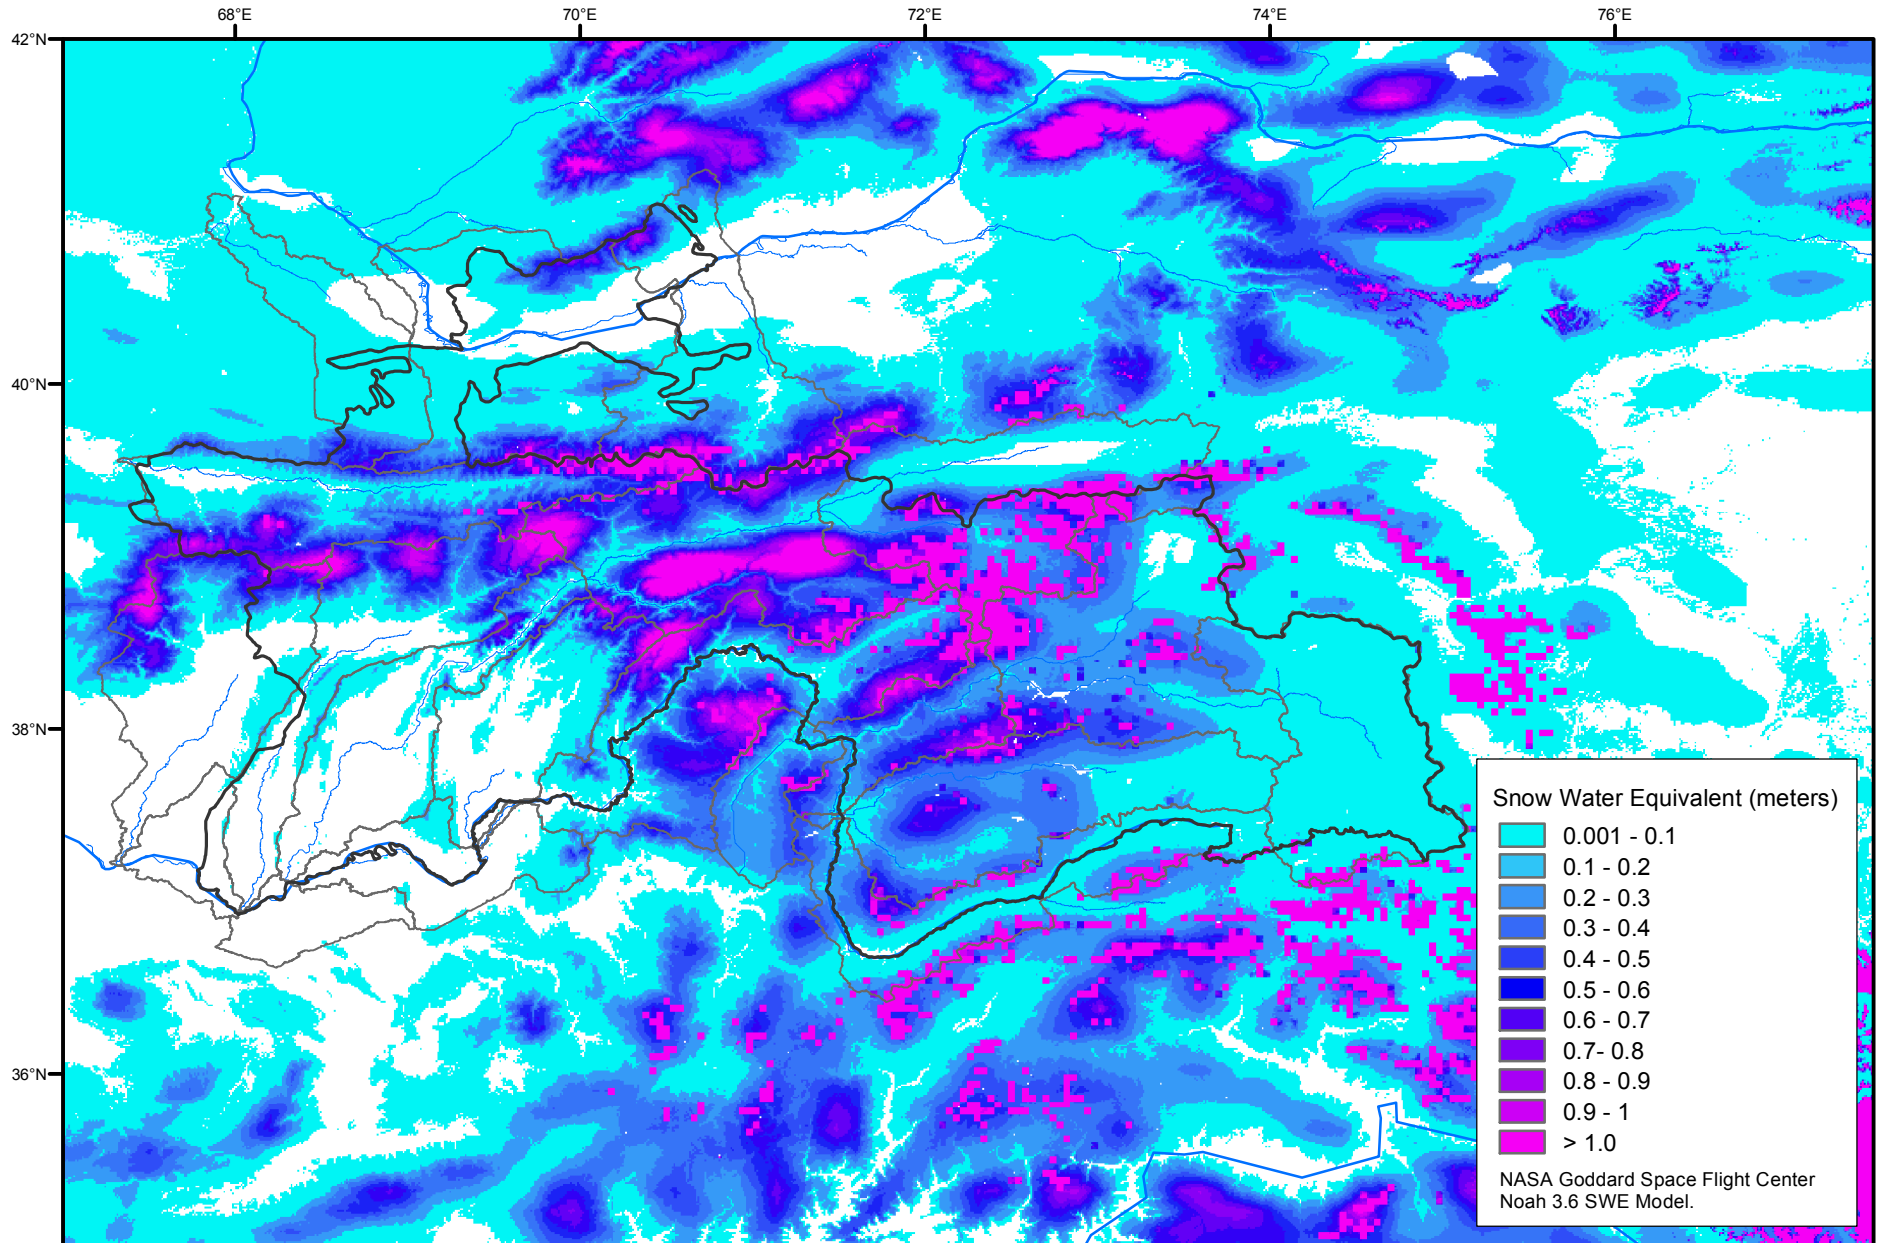 68°E 70°E 72°E 74°E 76°E
42°N
40°N
38°N
36°N
Snow Water Equivalent (meters)
0.001 - 0.1
0.1 - 0.2
0.2 - 0.3
0.3 - 0.4
0.4 - 0.5
0.5 - 0.6
0.6 - 0.7
0.7- 0.8
0.8 - 0.9
0.9 - 1
> 1.0
NASA Goddard Space Flight Center
Noah 3.6 SWE Model.